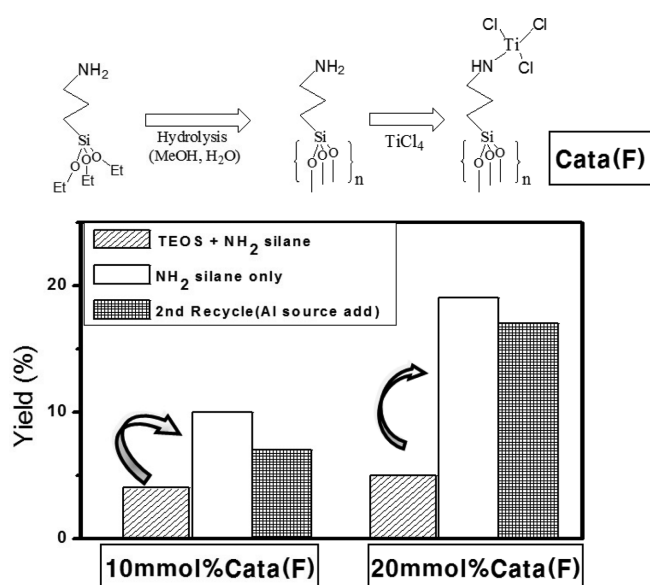 NH2
Si
O O O
Et Et Et
Hydrolysis
(MeOH, H2O)
NH2
Si
O O O
n
TiCl4
Cl
Cl
Ti
HN
Cl
Si
O O O
n
Cata(F)
TEOS + NH2 silane
NH2 silane only
2nd Recycle(Al source add)
Yield (%)
20
10
0
10mmol%Cata(F)
20mmol%Cata(F)